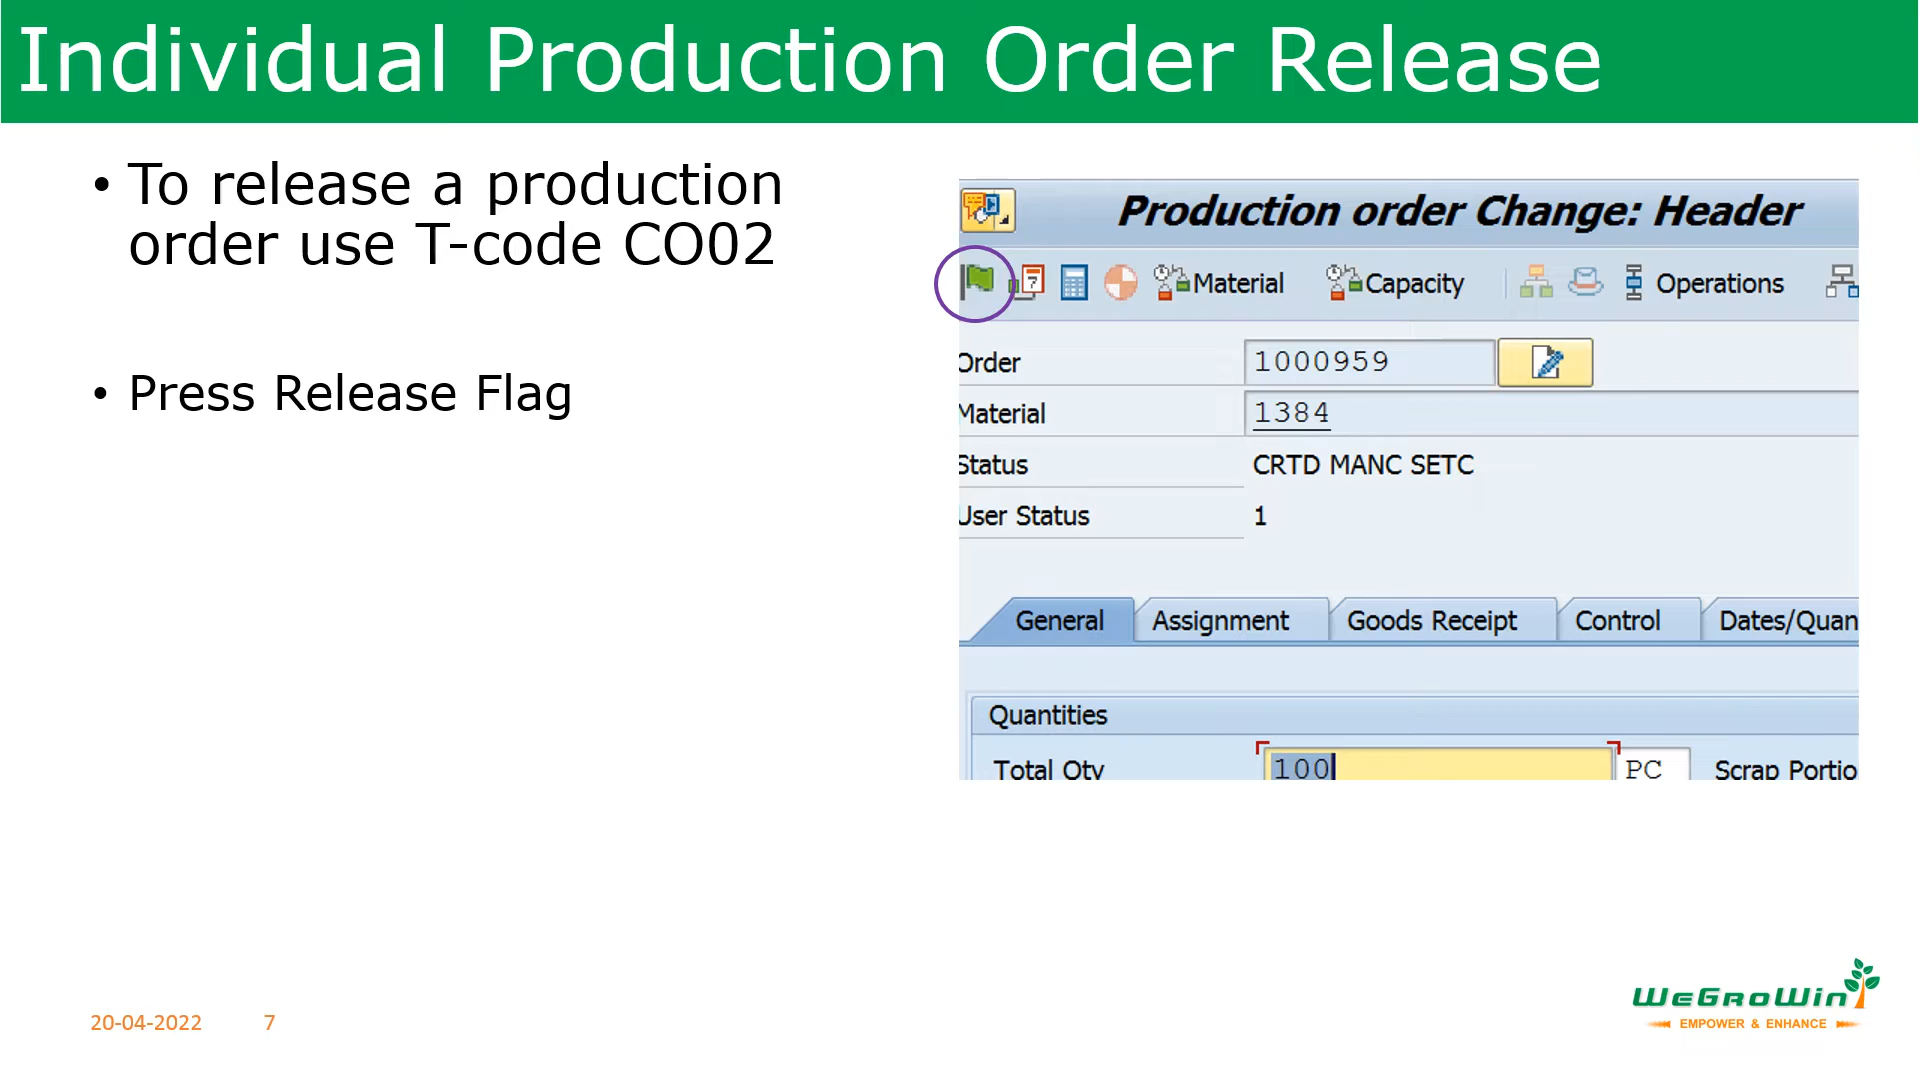 Individual Production Order Release
• To release a production
order use T-code CO02
• Press Release Flag
Production order Change: Header
Material Capacity Operations
Order 1000959
Material 1384
Status CRTD MANC SETC
User Status 1
General Assignment Goods Receipt Control Dates/Quan
Quantities
Total Qty 100 PC Scrap Portio
20-04-2022 7
WeGroWin
EMPOWER & ENHANCE